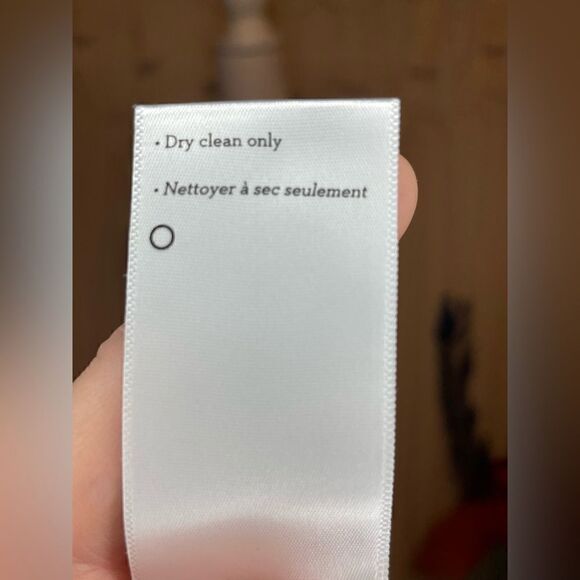 • Dry clean only
• Nettoyer à sec seulement